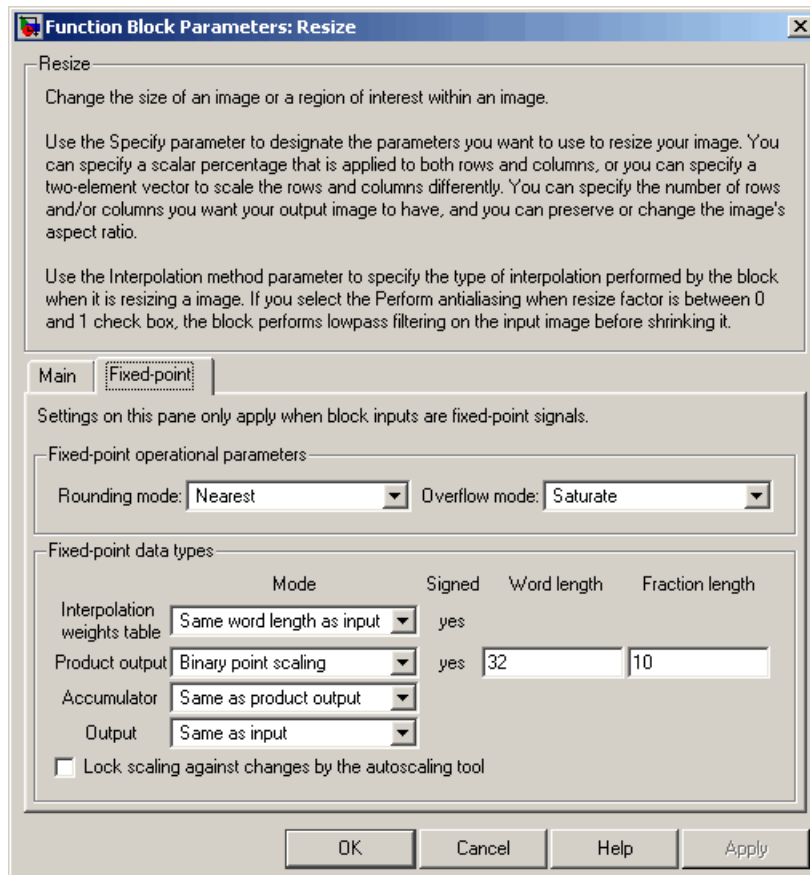 Function Block Parameters: Resize
Resize
Change the size of an image or a region of interest within an image.
Use the Specify parameter to designate the parameters you want to use to resize your image. You
can specify a scalar percentage that is applied to both rows and columns, or you can specify a
two-element vector to scale the rows and columns differently. You can specify the number of rows
and/or columns you want your output image to have, and you can preserve or change the image's
aspect ratio.
Use the Interpolation method parameter to specify the type of interpolation performed by the block
when it is resizing a image. If you select the Perform antialiasing when resize factor is between 0
and 1 check box, the block performs lowpass filtering on the input image before shrinking it.
Main Fixed-point
Settings on this pane only apply when block inputs are fixed-point signals.
Fixed-point operational parameters
Rounding mode: Nearest Overflow mode: Saturate
Fixed-point data types
Mode Signed Word length Fraction length
Interpolation
weights table Same word length as input yes
Product output Binary point scaling yes 32 10
Accumulator Same as product output
Output Same as input
Lock scaling against changes by the autoscaling tool
OK Cancel Help Apply